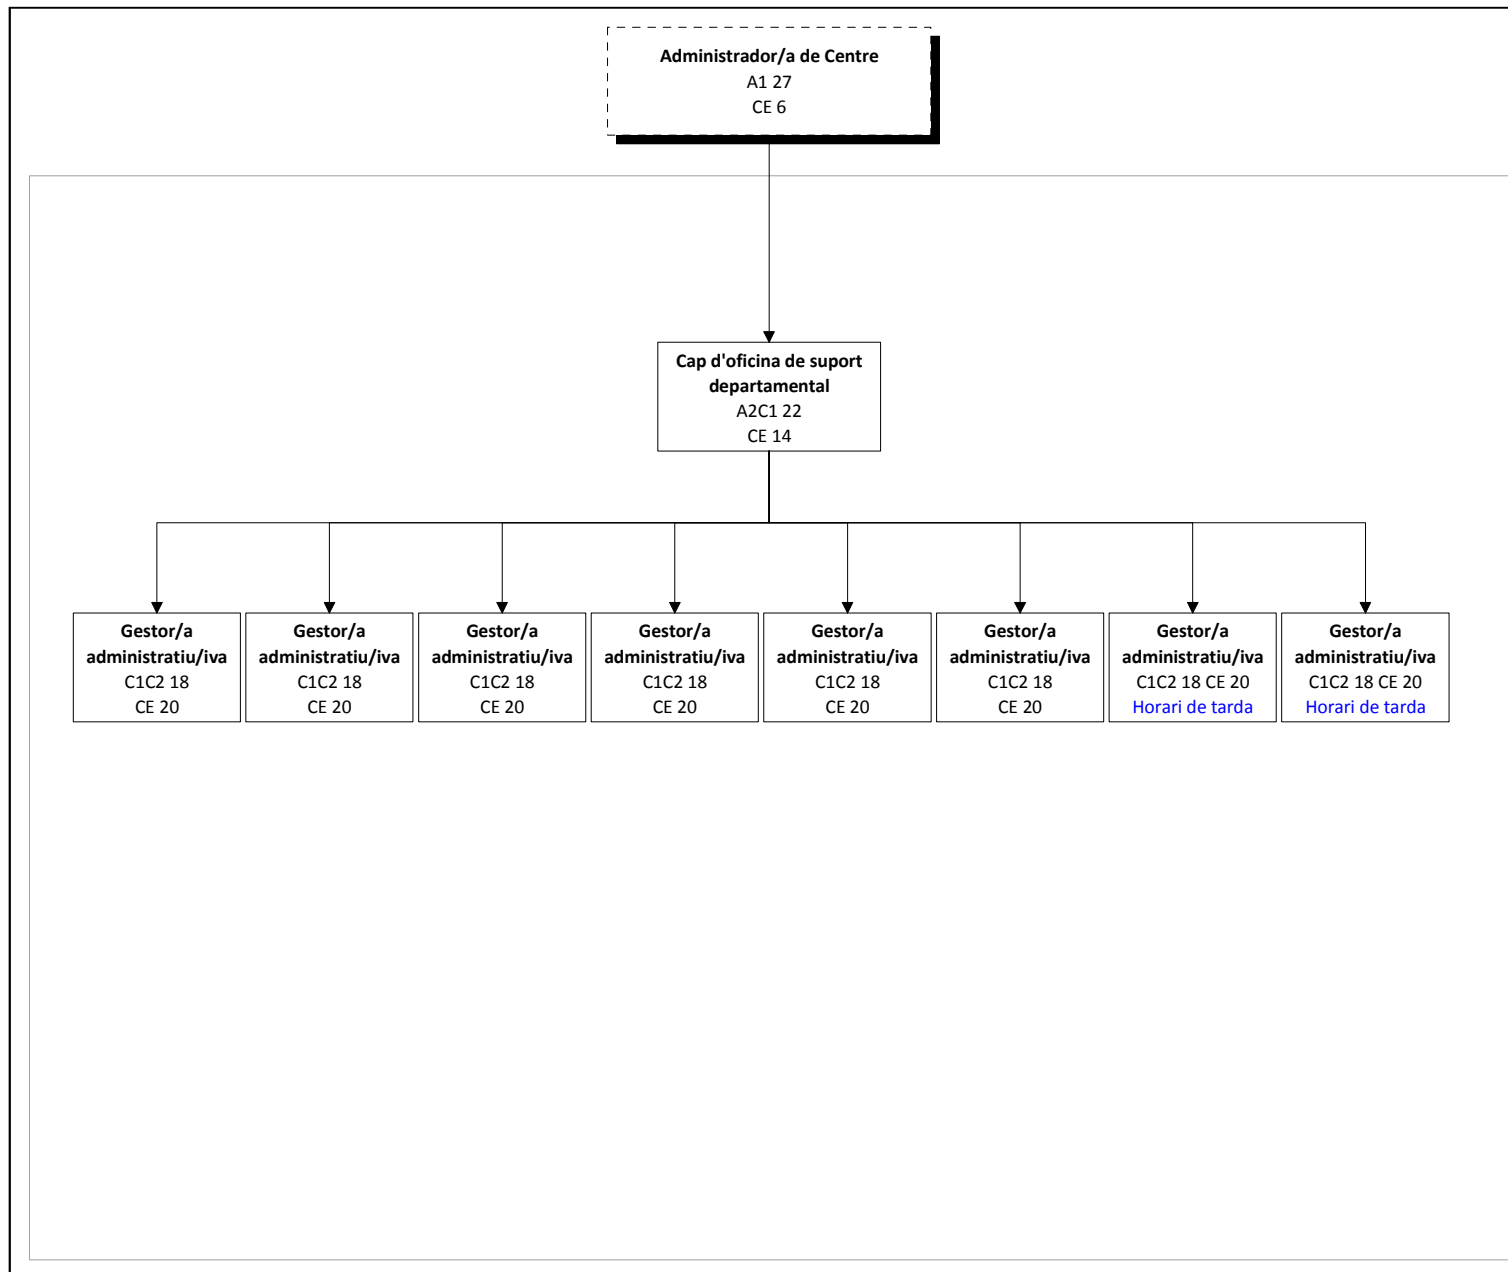 Administrador/a de Centre
A1 27
CE 6
Cap d'oficina de suport
departamental
A2C1 22
CE 14
Gestor/a
administratiu/iva
C1C2 18
CE 20
Gestor/a
administratiu/iva
C1C2 18
CE 20
Gestor/a
administratiu/iva
C1C2 18
CE 20
Gestor/a
administratiu/iva
C1C2 18
CE 20
Gestor/a
administratiu/iva
C1C2 18
CE 20
Gestor/a
administratiu/iva
C1C2 18
CE 20
Gestor/a
administratiu/iva
C1C2 18 CE 20
Horari de tarda
Gestor/a
administratiu/iva
C1C2 18 CE 20
Horari de tarda